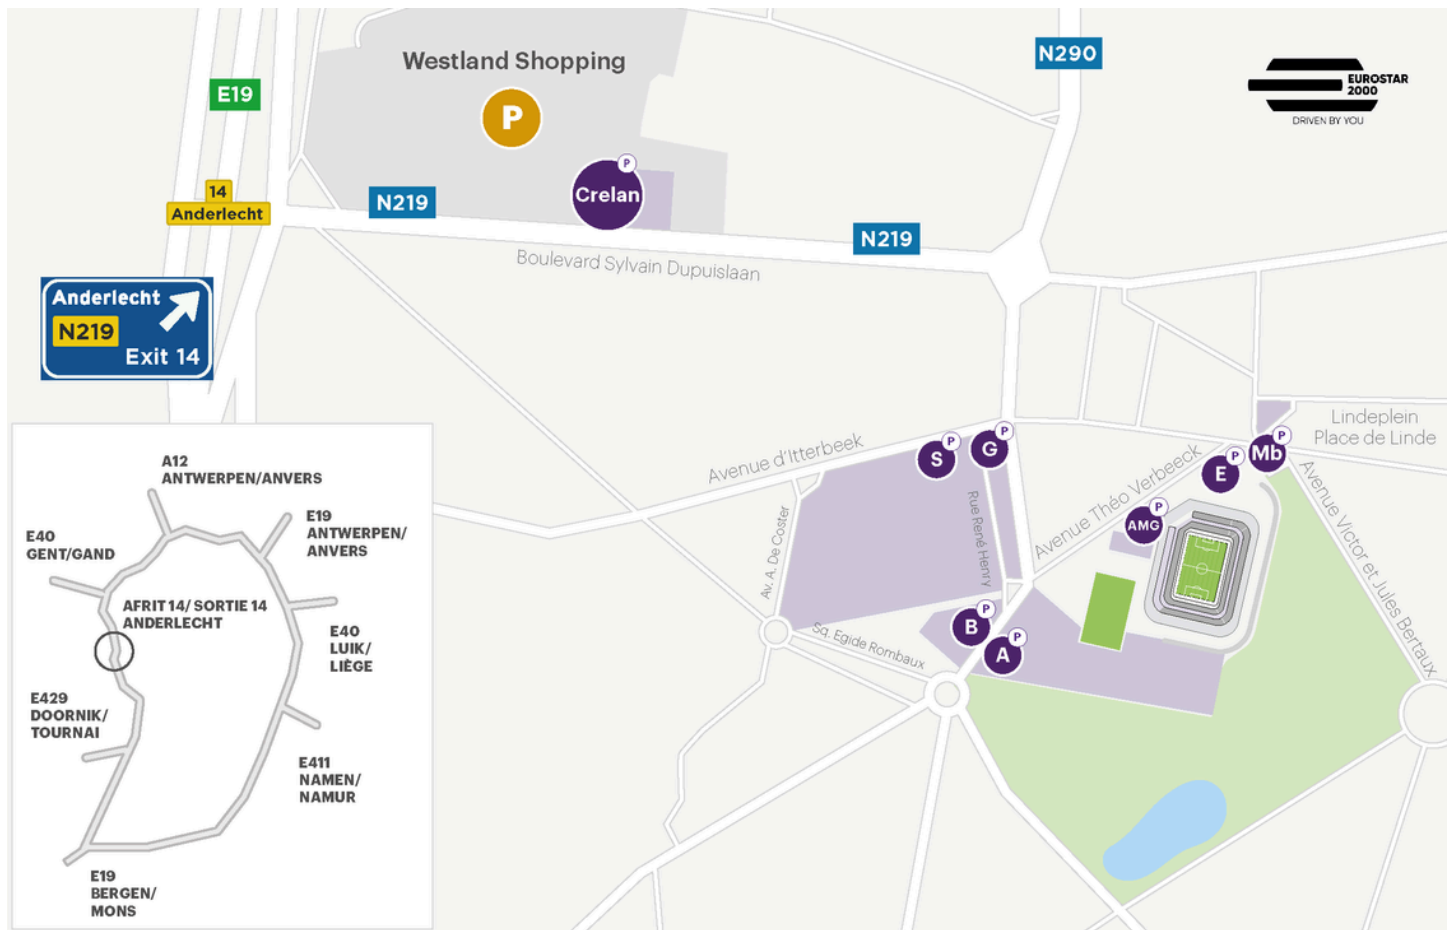 Westland Shopping
P
N290
EUROSTAR
2000
DRIVEN BY YOU
E19
P
Crelan
14
Anderlecht
N219
N219
Boulevard Sylvain Dupuislaan
Anderlecht
N219
Exit 14
Lindeplein
Place de Linde
Avenue d'Itterbeek
P
S
P
G
P
Mb
P
E
Avenue Théo Verbeeck
Avenue Victor et Jules Bertaux
Rue René Henry
P
AMG
Av. A. De Coster
P
B
P
A
Sq. Egide Rombaux
A12
ANTWERPEN/ANVERS
E19
ANTWERPEN/
ANVERS
E40
GENT/GAND
AFRIT 14/ SORTIE 14
ANDERLECHT
E40
LUIK/
LIÈGE
E429
DOORNIK/
TOURNAI
E411
NAMEN/
NAMUR
E19
BERGEN/
MONS